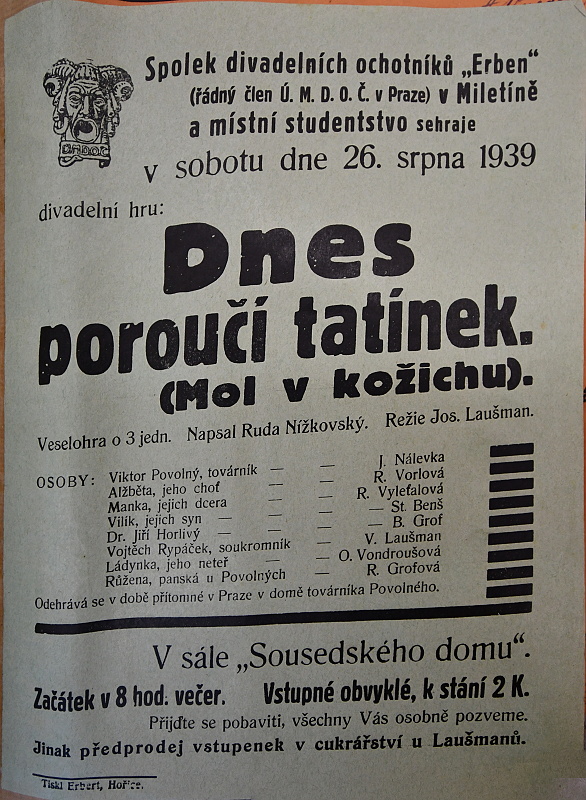 Spolek divadelních ochotníků „Erben“
(řádný člen Ú. M. D. O. Č. v Praze) v Miletíně
a místní studentstvo sehraje
v sobotu dne 26. srpna 1939
divadelní hru:
Dnes
poroučí tatínek.
(Mol v kožichu).
Veselohra o 3 jedn. Napsal Ruda Nížkovský. Režie Jos. Laušman.
OSOBY: Viktor Povolný, továrník — — J. Nálevka
Alžběta, jeho choť — — R. Vorlová
Manka, jejich dcera — — R. Vyleťalová
Vilík, jejich syn — — — St. Benš
Dr. Jiří Horlivý — — — B. Grof
Vojtěch Rypáček, soukromník — V. Laušman
Ládynka, jeho neteř — — O. Vondroušová
Růžena, panská u Povolných — R. Grofová
Odehrává se v době přítomné v Praze v domě továrníka Povolného.
V sále „Sousedského domu“.
Začátek v 8 hod. večer. Vstupné obvyklé, k stání 2 K.
Přijďte se pobaviti, všechny Vás osobně pozveme.
Jinak předprodej vstupenek v cukrářství u Laušmanů.
Tiskl Erbert, Hořice.